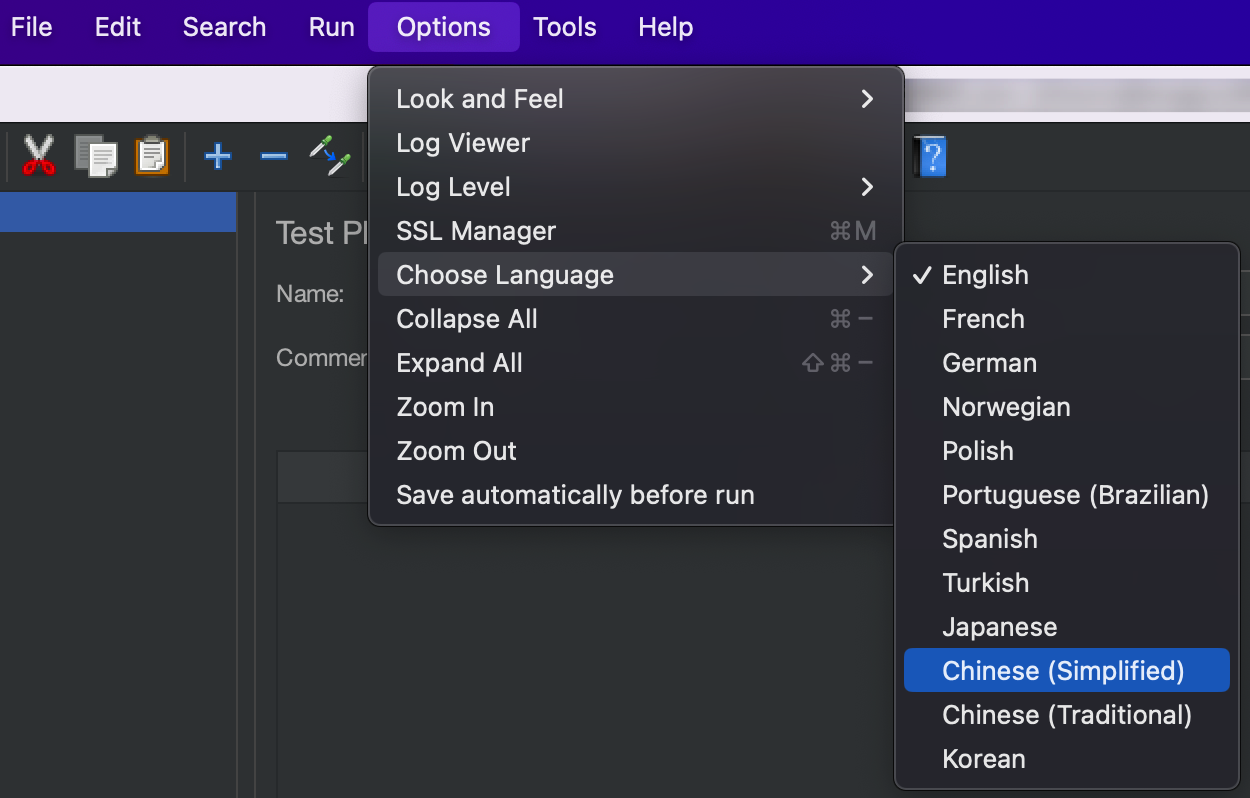 File Edit Search Run Options Tools Help
Look and Feel
Log Viewer
Log Level
SSL Manager ⌘M
Choose Language
Collapse All ⌘−
Expand All ⇧⌘−
Zoom In
Zoom Out
Save automatically before run
✓ English
French
German
Norwegian
Polish
Portuguese (Brazilian)
Spanish
Turkish
Japanese
Chinese (Simplified)
Chinese (Traditional)
Korean
Test Pl
Name:
Commen